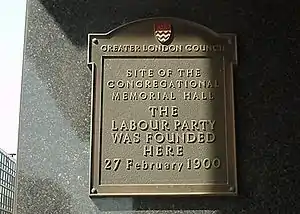 GREATER LONDON COUNCIL
SITE OF THE
CONGREGATIONAL
MEMORIAL HALL
THE
LABOUR PARTY
WAS FOUNDED
HERE
27 February 1900